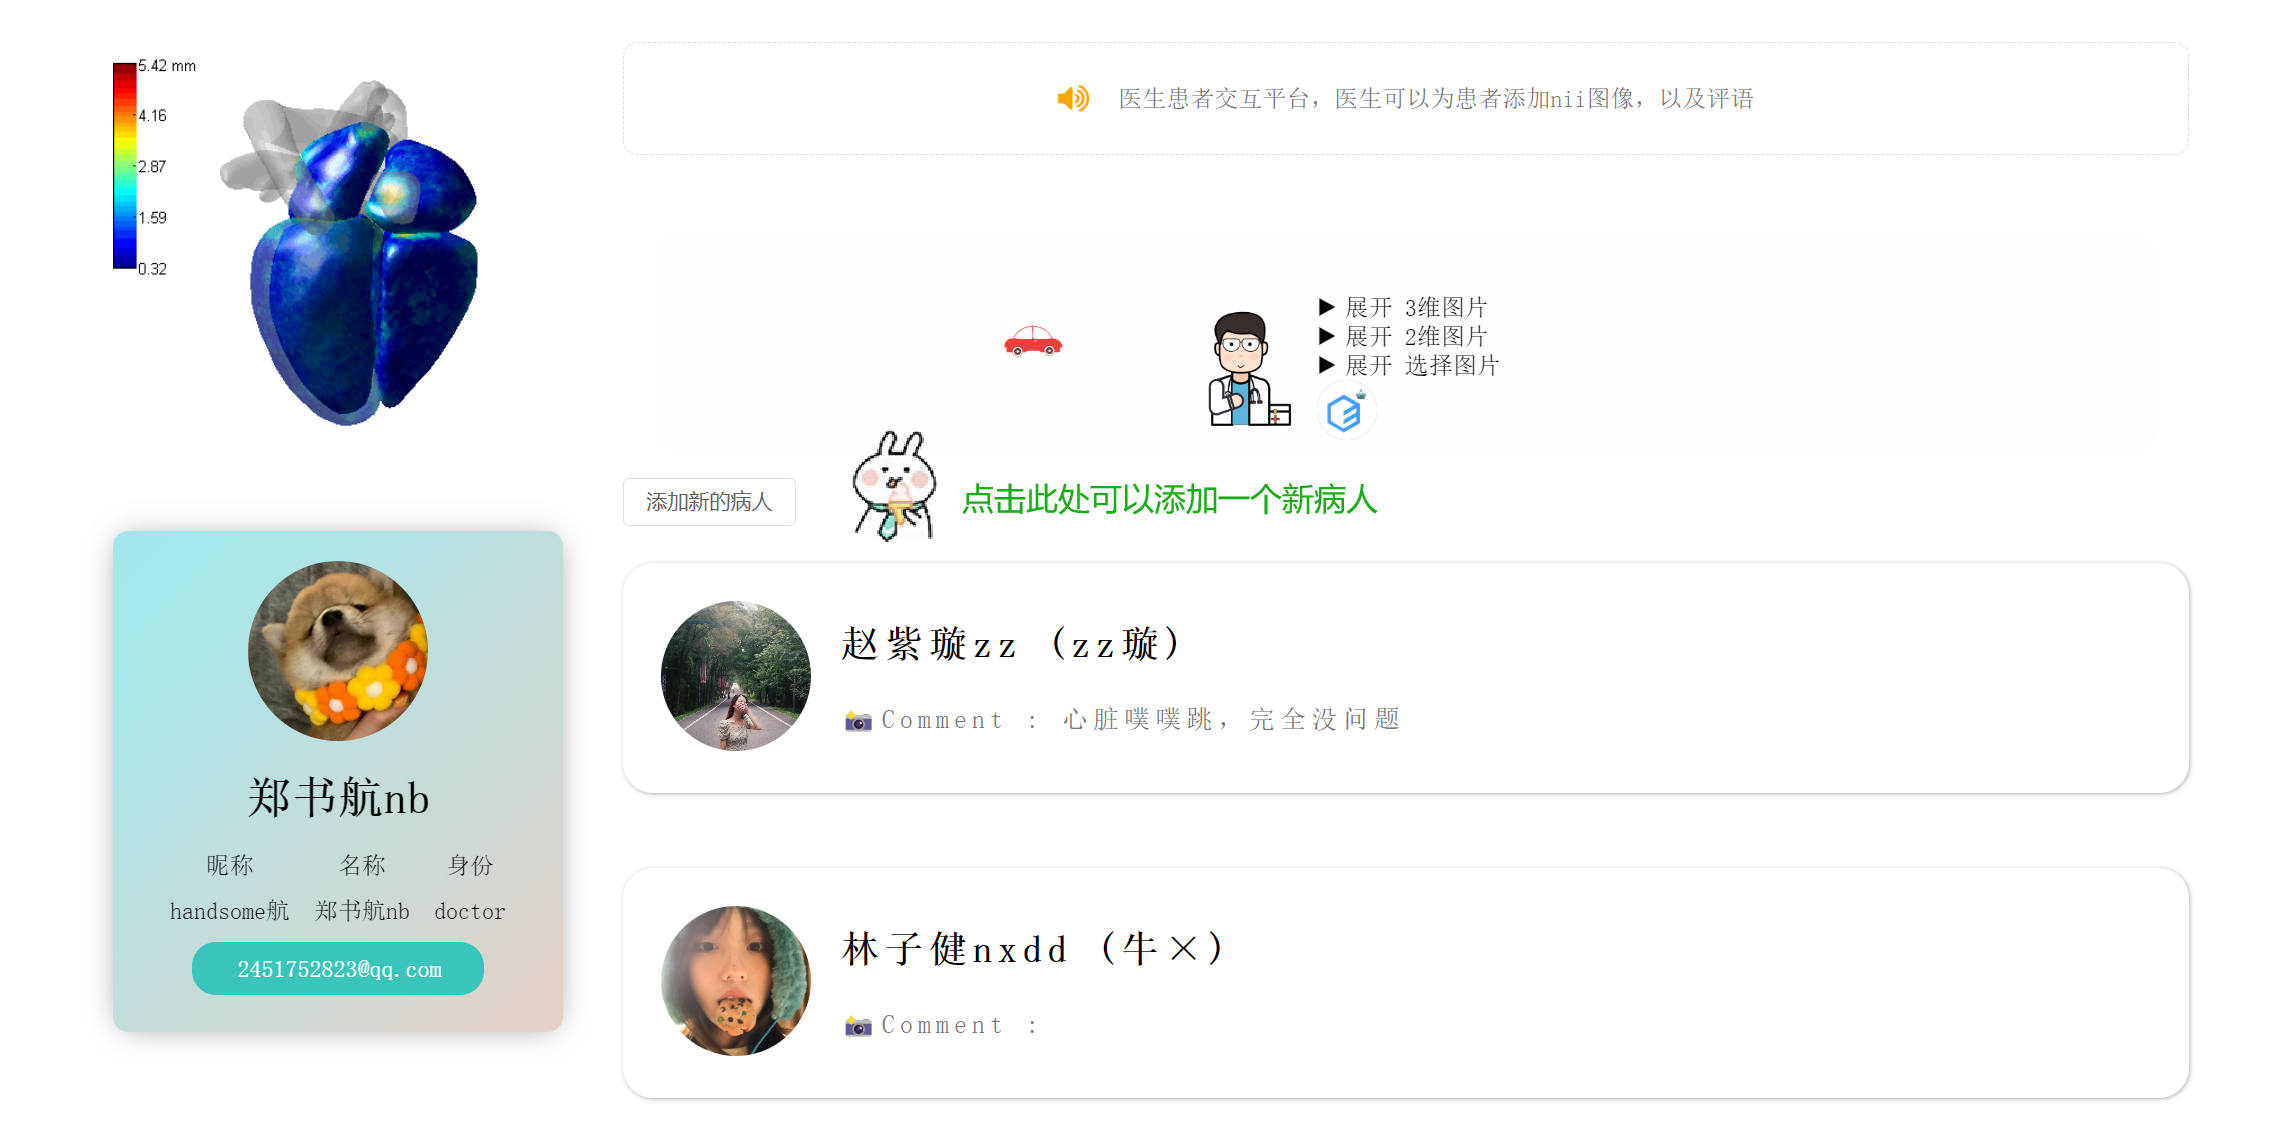 5.42 mm
4.16
2.87
1.59
0.32
医生患者交互平台，医生可以为患者添加nii图像，以及评语
▶ 展开 3维图片
▶ 展开 2维图片
▶ 展开 选择图片
添加新的病人
点击此处可以添加一个新病人
郑书航nb
昵称 名称 身份
handsome航 郑书航nb doctor
2451752823@qq.com
赵紫璇zz（zz璇）
Comment : 心脏噗噗跳，完全没问题
林子健nxdd（牛×）
Comment :